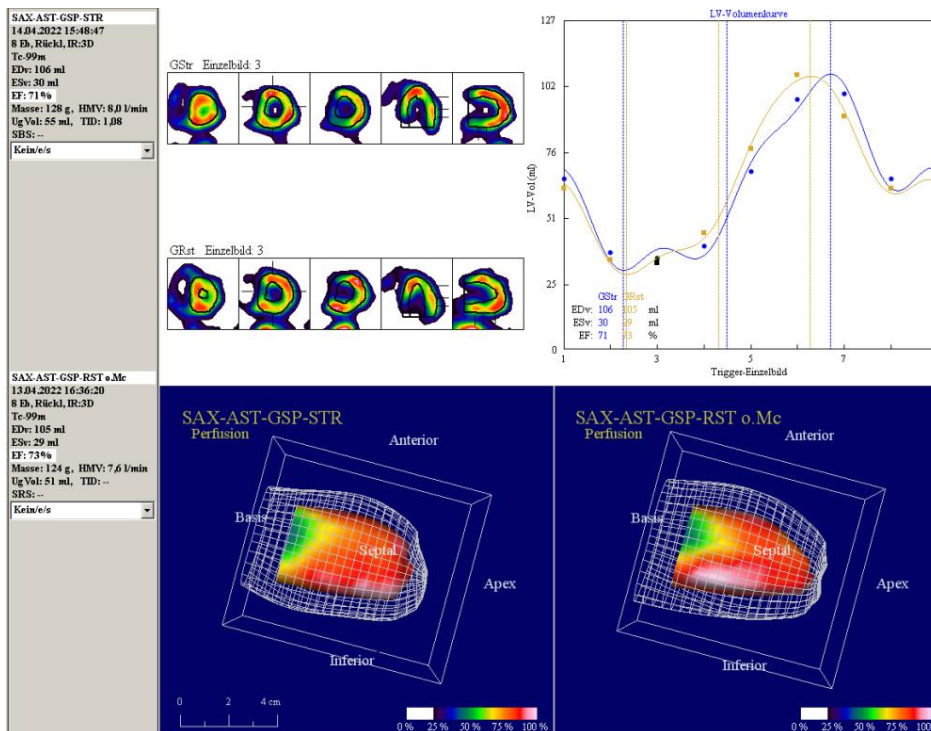 SAX-AST-GSP-STR
14.04.2022 15:48:47
8 Eb, Rückl, IR:3D
Tc-99m
EDv: 106 ml
ESv: 30 ml
EF: 71%
Masse: 128 g, HMV: 8,0 l/min
UgVol: 55 ml, TID: 1,08
SBS: --
Kein/e/s
GStr Einzelbild: 3
GRst Einzelbild: 3
LV-Volumenkurve
LV-Vol (ml)
127
102
76
51
25
0
GStr GRst
EDv: 106 105 ml
ESv: 30 29 ml
EF: 71 73 %
1 3 5 7
Trigger-Einzelbild
SAX-AST-GSP-RST o.Mc
13.04.2022 16:36:20
8 Eb, Rückl, IR:3D
Tc-99m
EDv: 105 ml
ESv: 29 ml
EF: 73%
Masse: 124 g, HMV: 7,6 l/min
UgVol: 51 ml, TID: --
SRS: --
Kein/e/s
SAX-AST-GSP-STR
Perfusion
Anterior
Basis
Septal
Apex
Inferior
0 2 4 cm
0 % 25 % 50 % 75 % 100 %
SAX-AST-GSP-RST o.Mc
Perfusion
Anterior
Basis
Septal
Apex
Inferior
0 % 25 % 50 % 75 % 100 %